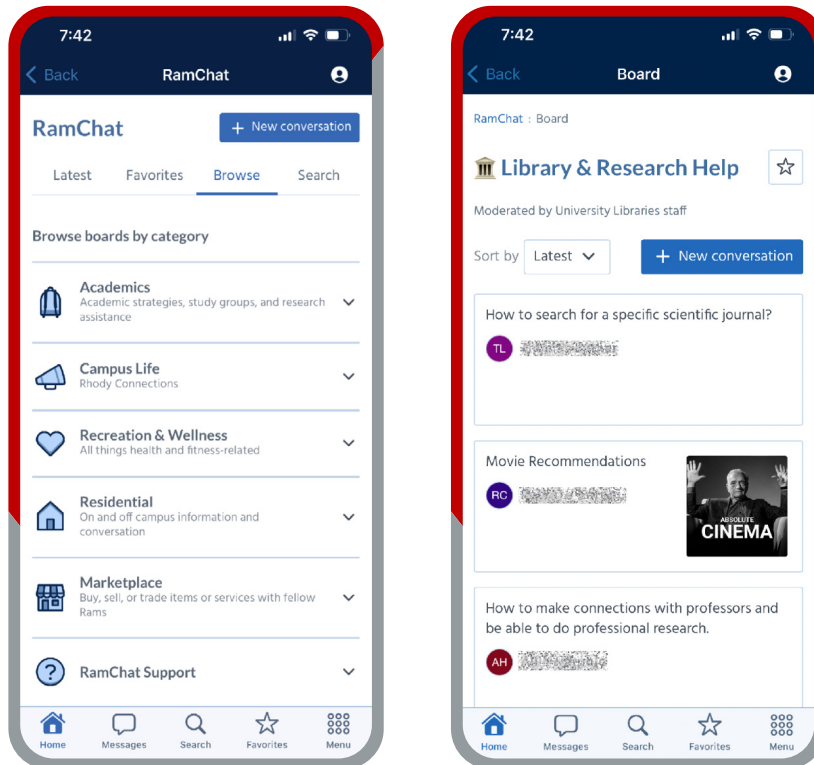 7:42
Back RamChat
RamChat
+ New conversation
Latest Favorites Browse Search
Browse boards by category
Academics
Academic strategies, study groups, and research
assistance
Campus Life
Rhody Connections
Recreation & Wellness
All things health and fitness-related
Residential
On and off campus information and
conversation
Marketplace
Buy, sell, or trade items or services with fellow
Rams
? RamChat Support
Home Messages Search Favorites Menu
7:42
Back Board
RamChat : Board
Library & Research Help
Moderated by University Libraries staff
Sort by Latest + New conversation
How to search for a specific scientific journal?
TL
Movie Recommendations
RC
ABSOLUTE
CINEMA
How to make connections with professors and
be able to do professional research.
AH
Home Messages Search Favorites Menu